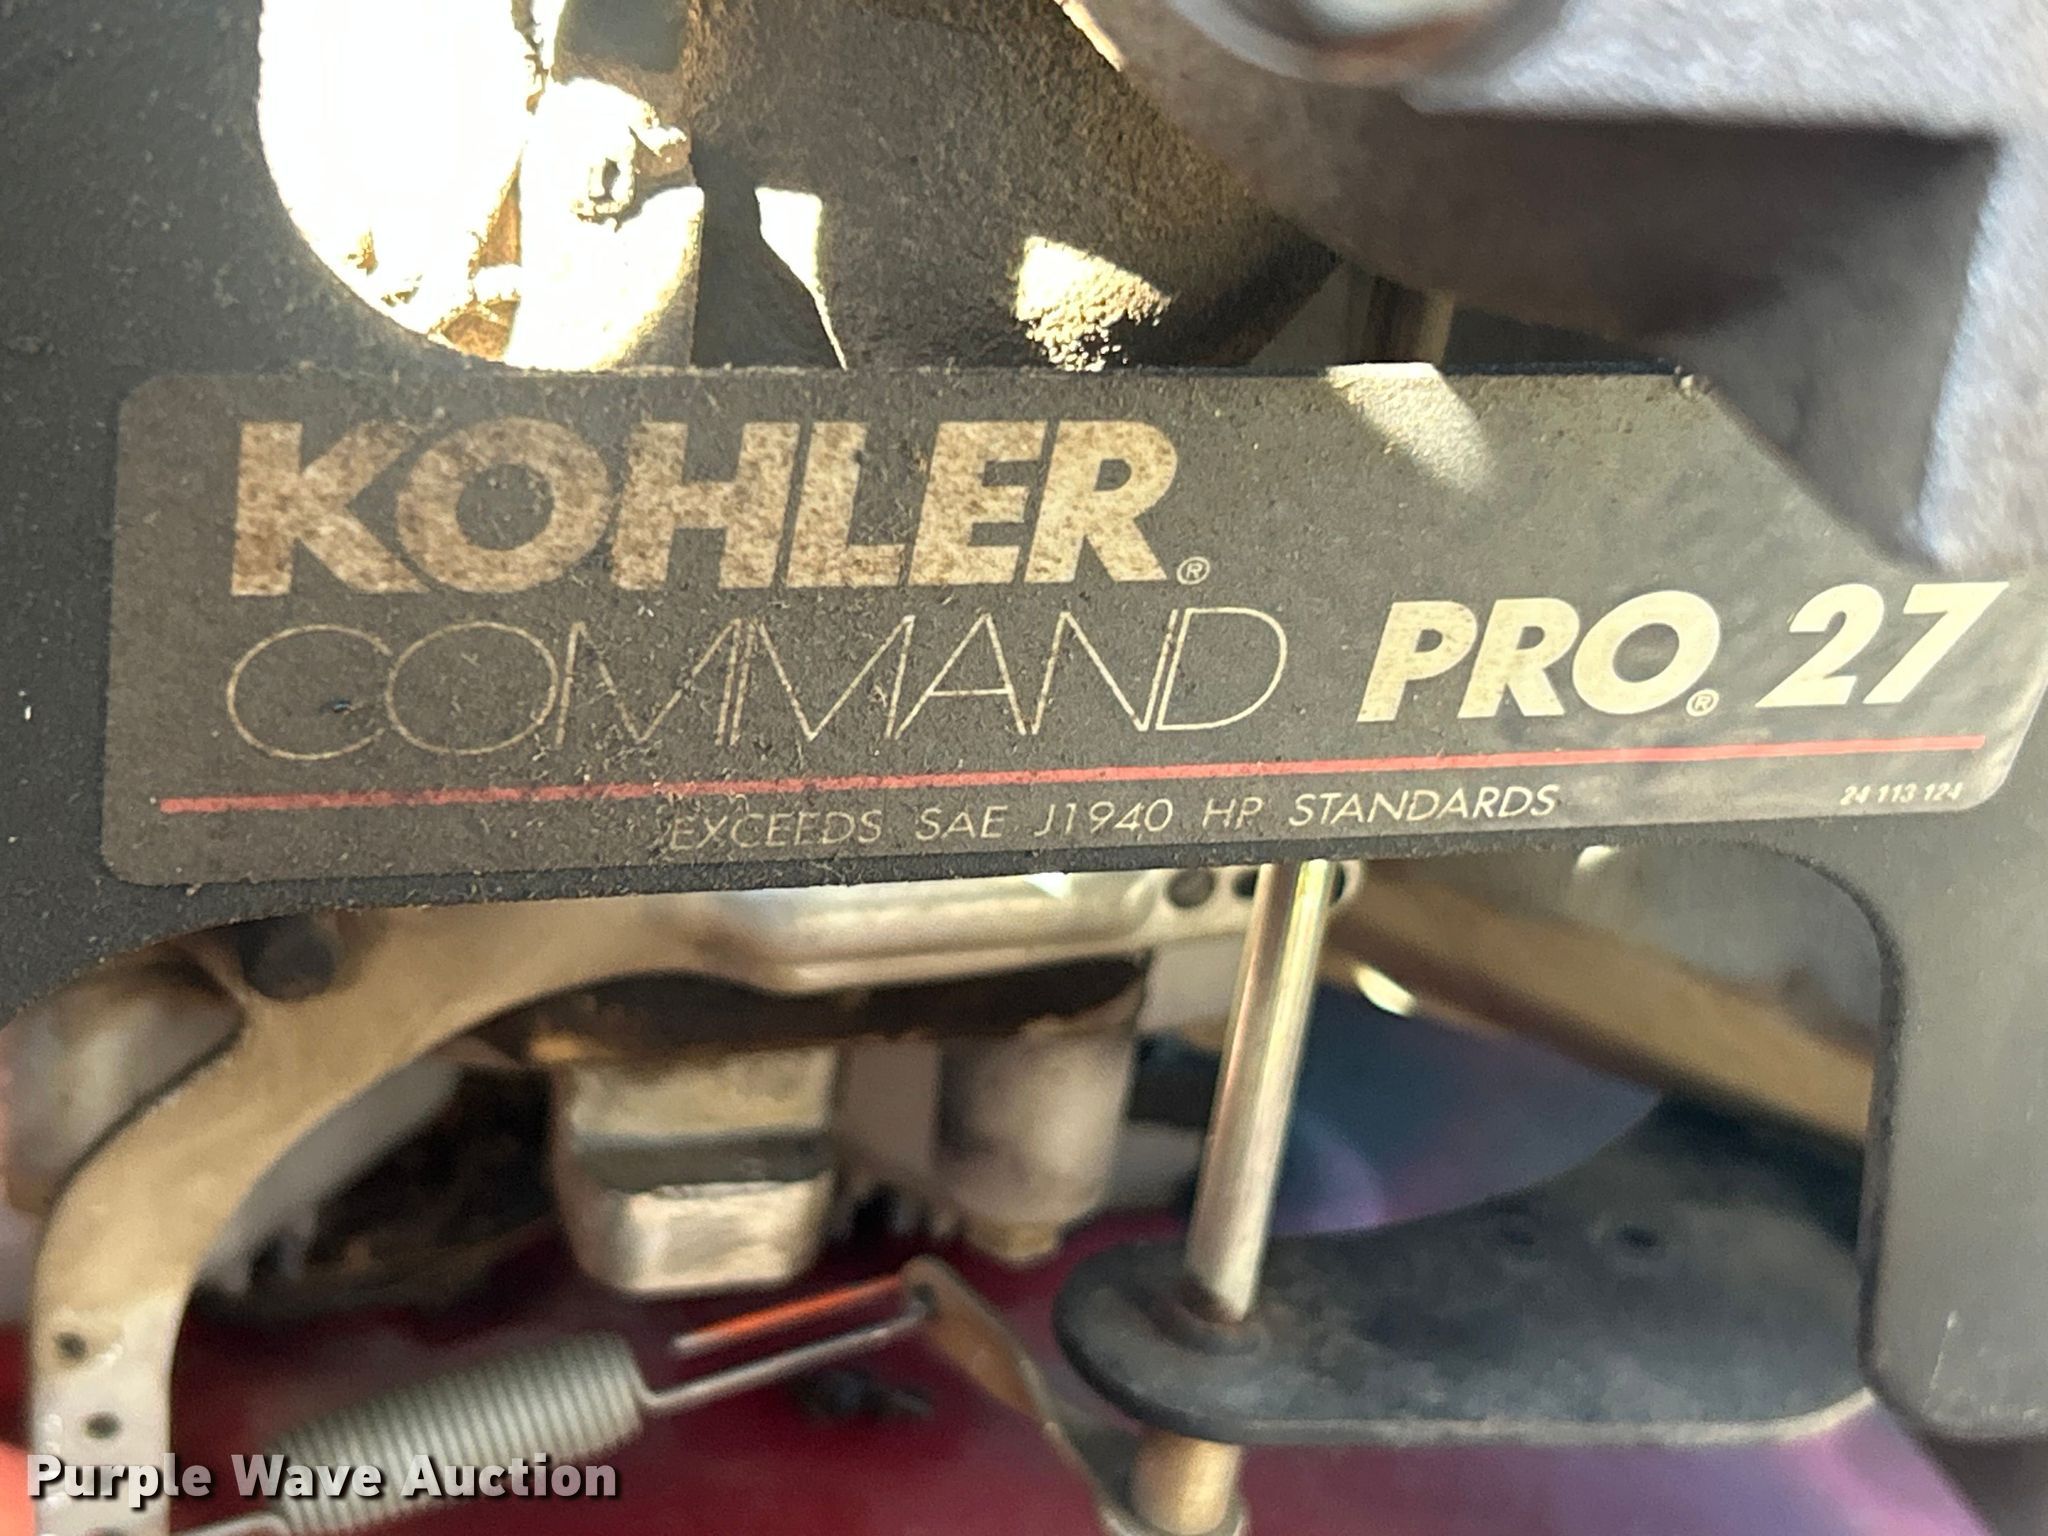 KOHLER®
COMMAND PRO® 27
EXCEEDS SAE J1940 HP STANDARDS
24 113 124
Purple Wave Auction